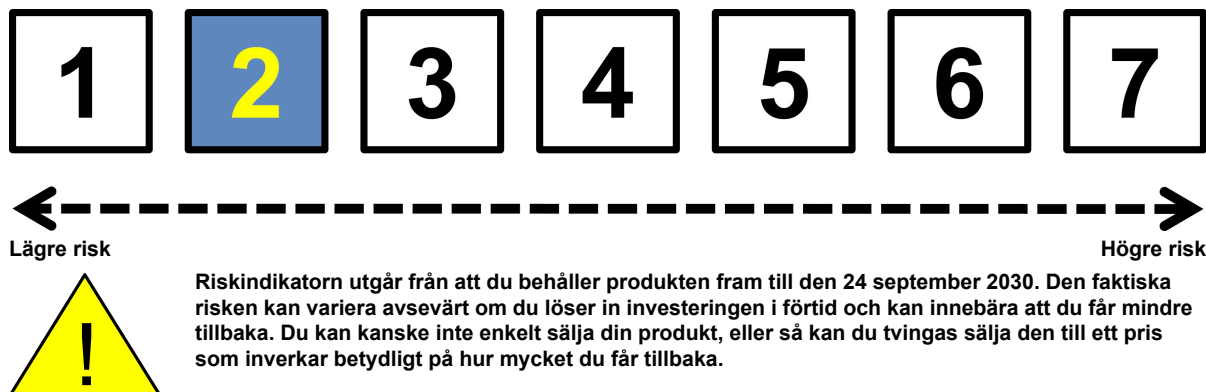 1 2 3 4 5 6 7
Lägre risk Högre risk
Riskindikatorn utgår från att du behåller produkten fram till den 24 september 2030. Den faktiska
risken kan variera avsevärt om du löser in investeringen i förtid och kan innebära att du får mindre
tillbaka. Du kan kanske inte enkelt sälja din produkt, eller så kan du tvingas sälja den till ett pris
som inverkar betydligt på hur mycket du får tillbaka.
!